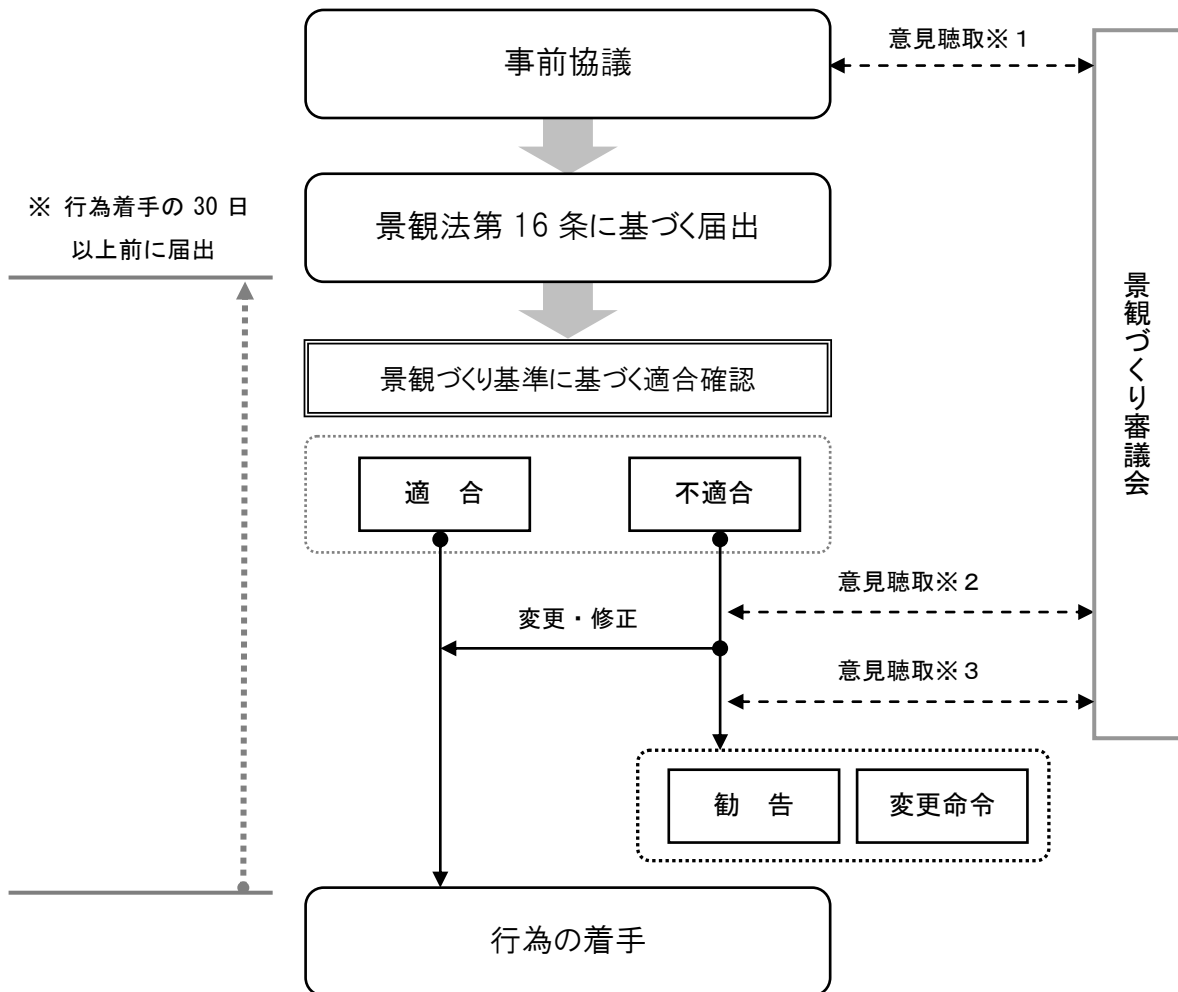 事前協議
意見聴取※１
※ 行為着手の 30 日
以上前に届出
景観法第 16 条に基づく届出
景観づくり基準に基づく適合確認
景観づくり審議会
適　合
不適合
意見聴取※２
変更・修正
意見聴取※３
勧　告
変更命令
行為の着手